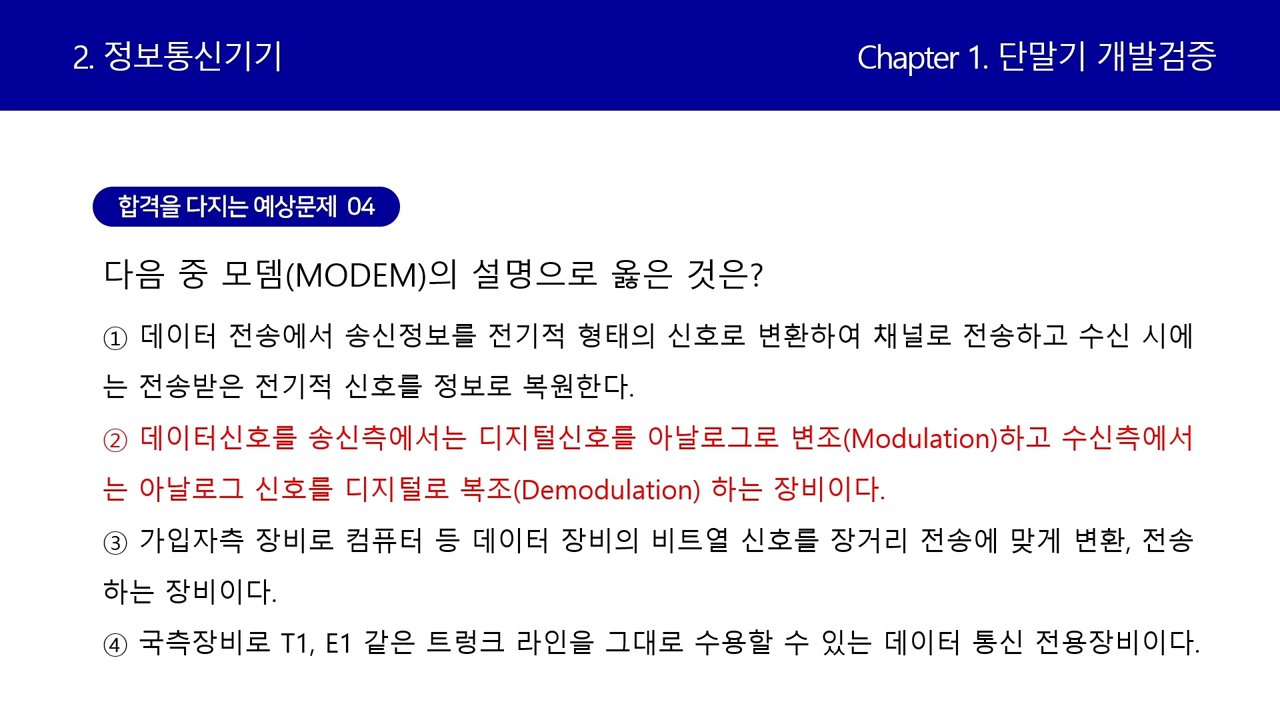 2. 정보통신기기
Chapter 1. 단말기 개발검증
합격을 다지는 예상문제 04
다음 중 모뎀(MODEM)의 설명으로 옳은 것은?
① 데이터 전송에서 송신정보를 전기적 형태의 신호로 변환하여 채널로 전송하고 수신 시에
는 전송받은 전기적 신호를 정보로 복원한다.
② 데이터신호를 송신측에서는 디지털신호를 아날로그로 변조(Modulation)하고 수신측에서
는 아날로그 신호를 디지털로 복조(Demodulation) 하는 장비이다.
③ 가입자측 장비로 컴퓨터 등 데이터 장비의 비트열 신호를 장거리 전송에 맞게 변환, 전송
하는 장비이다.
④ 국측장비로 T1, E1 같은 트렁크 라인을 그대로 수용할 수 있는 데이터 통신 전용장비이다.